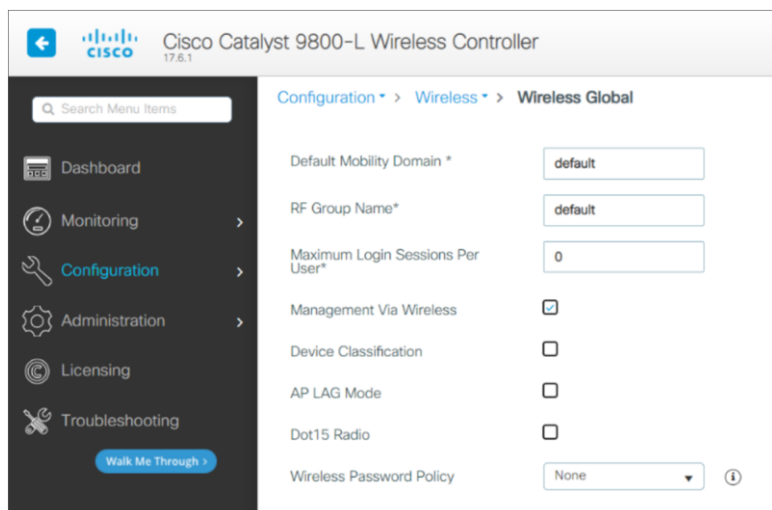 CISCO
Cisco Catalyst 9800-L Wireless Controller
17.6.1
Search Menu Items
Dashboard
Monitoring
Configuration
Administration
Licensing
Troubleshooting
Walk Me Through >
Configuration > Wireless > Wireless Global
Default Mobility Domain * default
RF Group Name* default
Maximum Login Sessions Per
User* 0
Management Via Wireless
Device Classification
AP LAG Mode
Dot15 Radio
Wireless Password Policy None